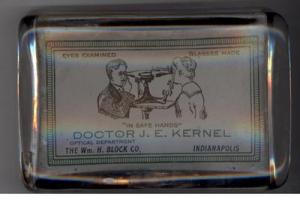 EYES EXAMINED GLASSES MADE
"IN SAFE HANDS"
DOCTOR J. E. KERNEL
OPTICAL DEPARTMENT
THE Wm. H. BLOCK CO. INDIANAPOLIS